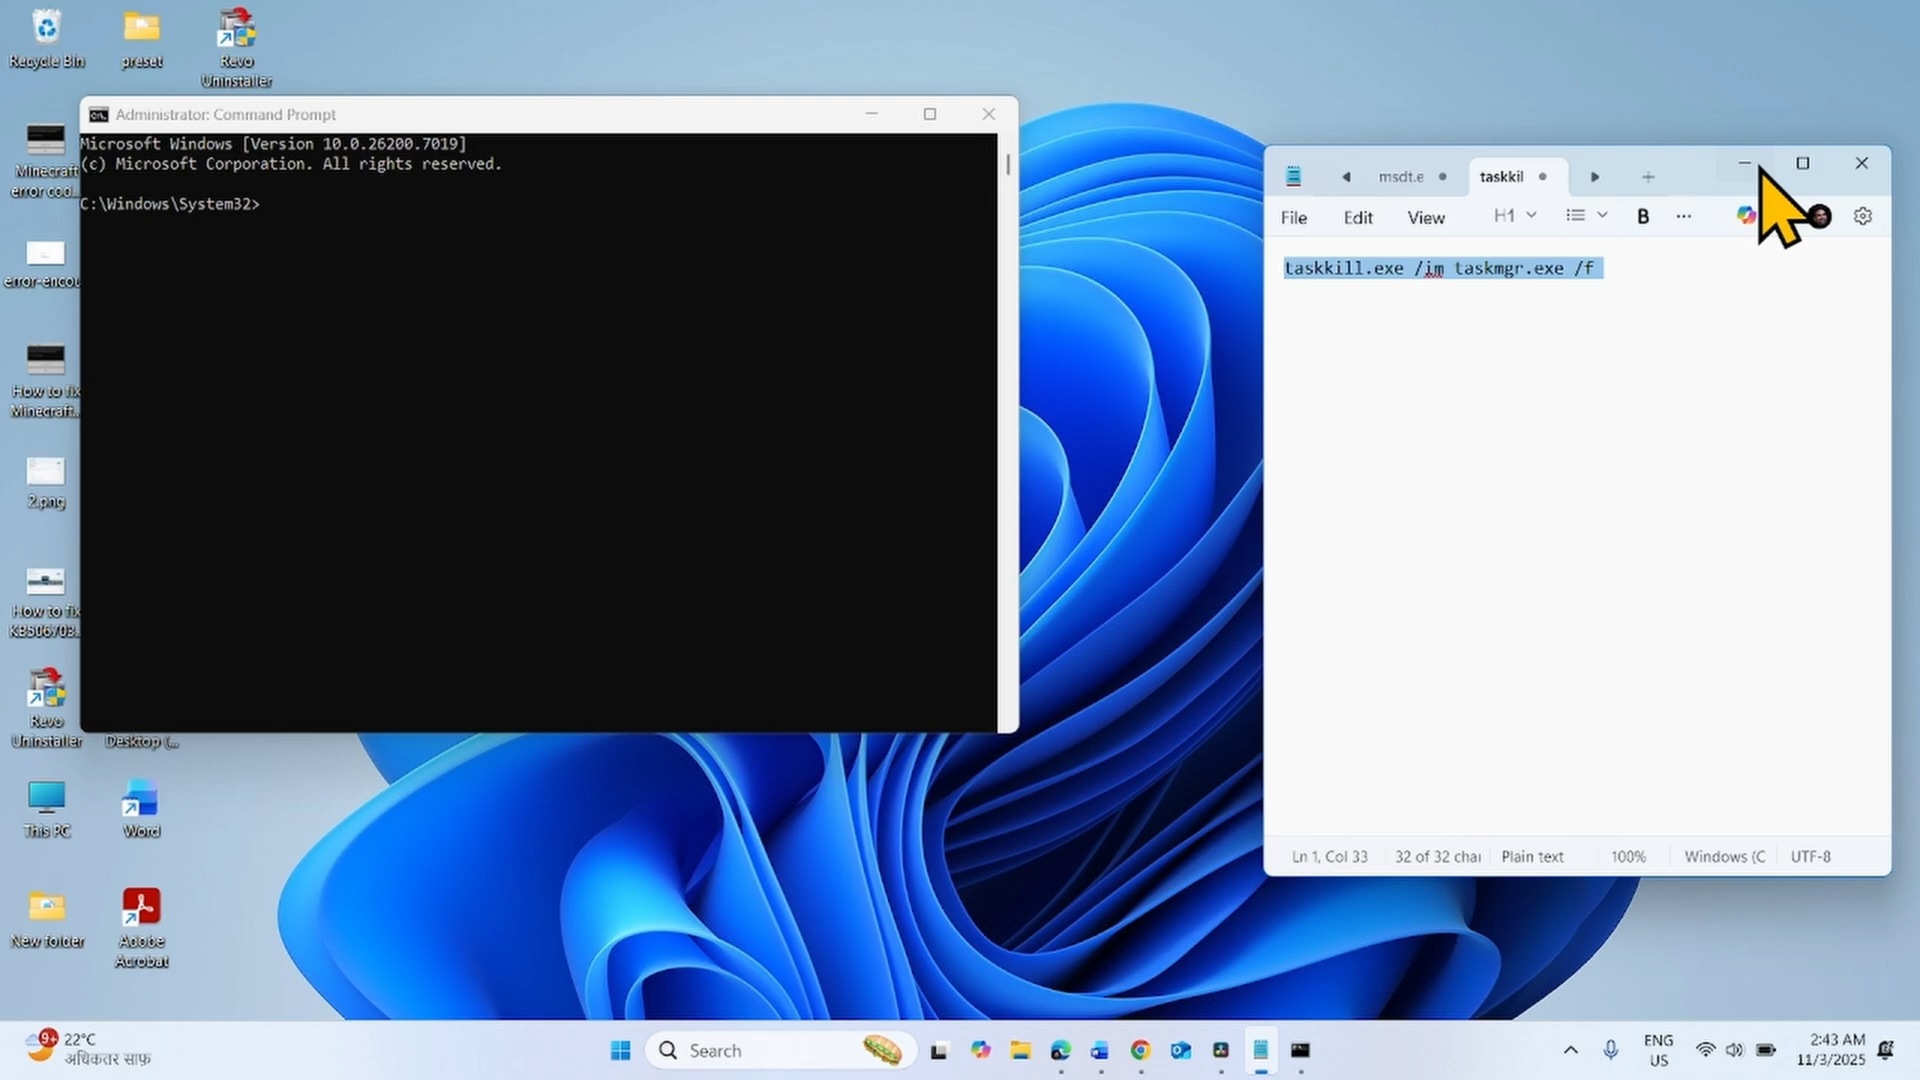 Recycle Bin
preset
Revo
Uninstaller
Minecraft
error cod...
error-encou
How to fix
Minecraft...
2.png
How to fix
KB506703...
Revo
Uninstaller
Desktop (...
This PC
Word
New folder
Adobe
Acrobat
Administrator: Command Prompt
Microsoft Windows [Version 10.0.26200.7019]
(c) Microsoft Corporation. All rights reserved.
C:\Windows\System32>
msdt.e
taskkil
File
Edit
View
H1
B
taskkill.exe /im taskmgr.exe /f
Ln 1, Col 33
32 of 32 chai
Plain text
100%
Windows (C
UTF-8
9+
22°C
अधिकतर साफ़
Search
ENG
US
2:43 AM
11/3/2025